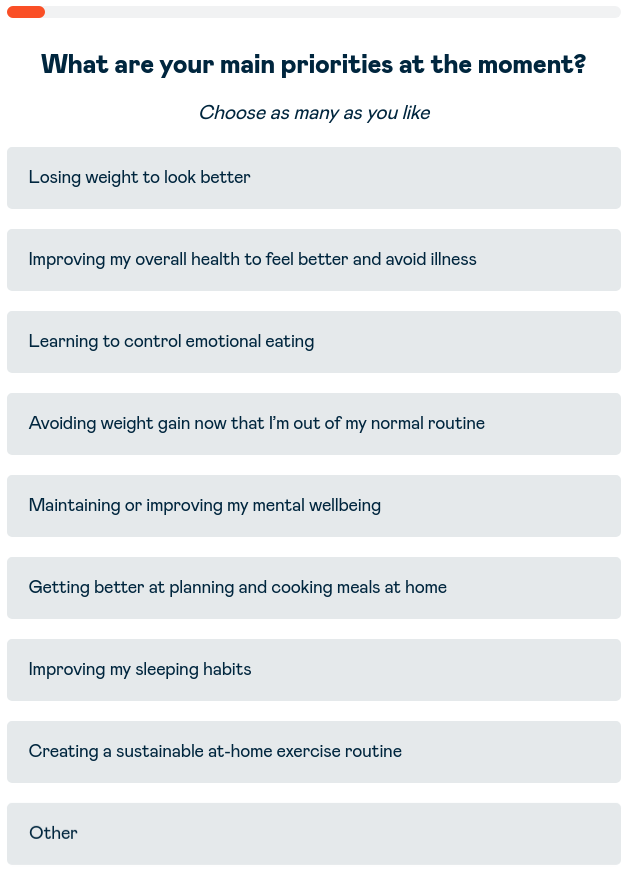 What are your main priorities at the moment?
Choose as many as you like
Losing weight to look better
Improving my overall health to feel better and avoid illness
Learning to control emotional eating
Avoiding weight gain now that I’m out of my normal routine
Maintaining or improving my mental wellbeing
Getting better at planning and cooking meals at home
Improving my sleeping habits
Creating a sustainable at-home exercise routine
Other